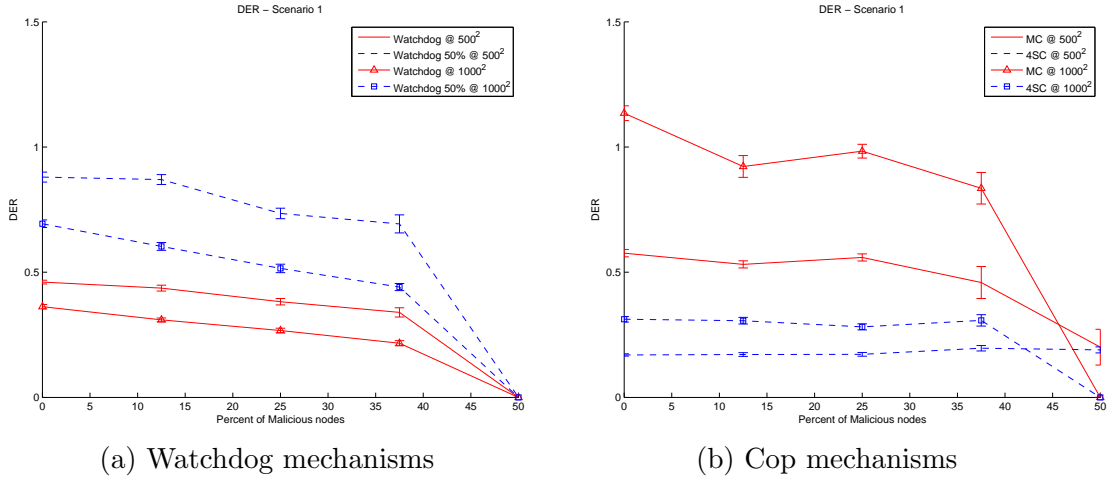 DER – Scenario 1
1.5
1
0.5
0
DER
0 5 10 15 20 25 30 35 40 45 50
Percent of Malicious nodes
Watchdog @ 500²
Watchdog 50% @ 500²
Watchdog @ 1000²
Watchdog 50% @ 1000²
(a) Watchdog mechanisms
DER – Scenario 1
1.5
1
0.5
0
DER
0 5 10 15 20 25 30 35 40 45 50
Percent of Malicious nodes
MC @ 500²
4SC @ 500²
MC @ 1000²
4SC @ 1000²
(b) Cop mechanisms